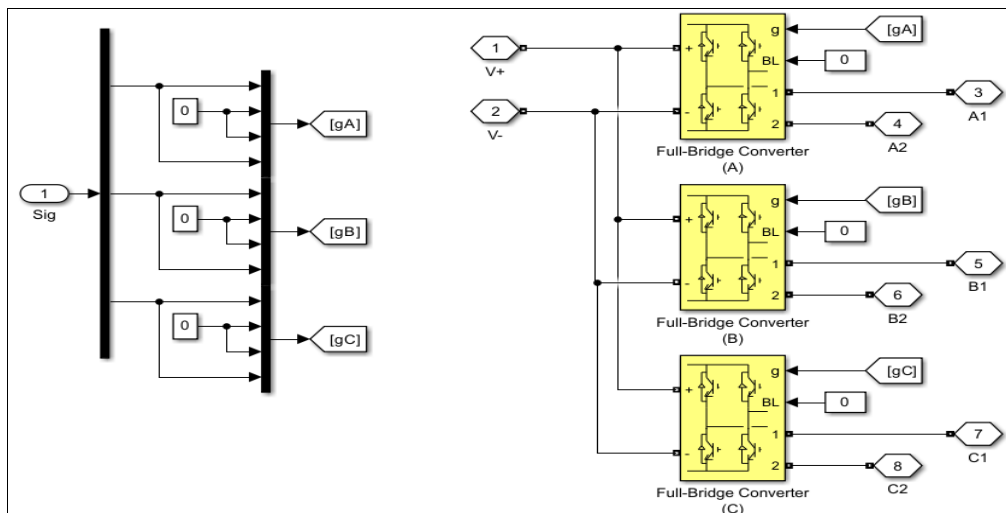 1
Sig
0
[gA]
0
[gB]
0
[gC]
1
V+
2
V-
+
-
g
BL
1
2
[gA]
0
3
A1
4
A2
Full-Bridge Converter
(A)
+
-
g
BL
1
2
[gB]
0
5
B1
6
B2
Full-Bridge Converter
(B)
+
-
g
BL
1
2
[gC]
0
7
C1
8
C2
Full-Bridge Converter
(C)